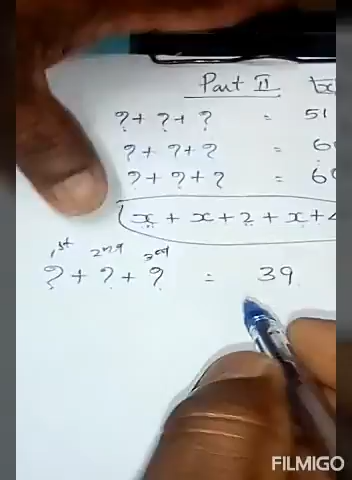 Part II
? + ? + ? = 51
? + ? + ? = 6
? + ? + ? = 6
x + x + 2 + x + 4
1st 2nd 3rd
? + ? + ? = 39
FILMIGO